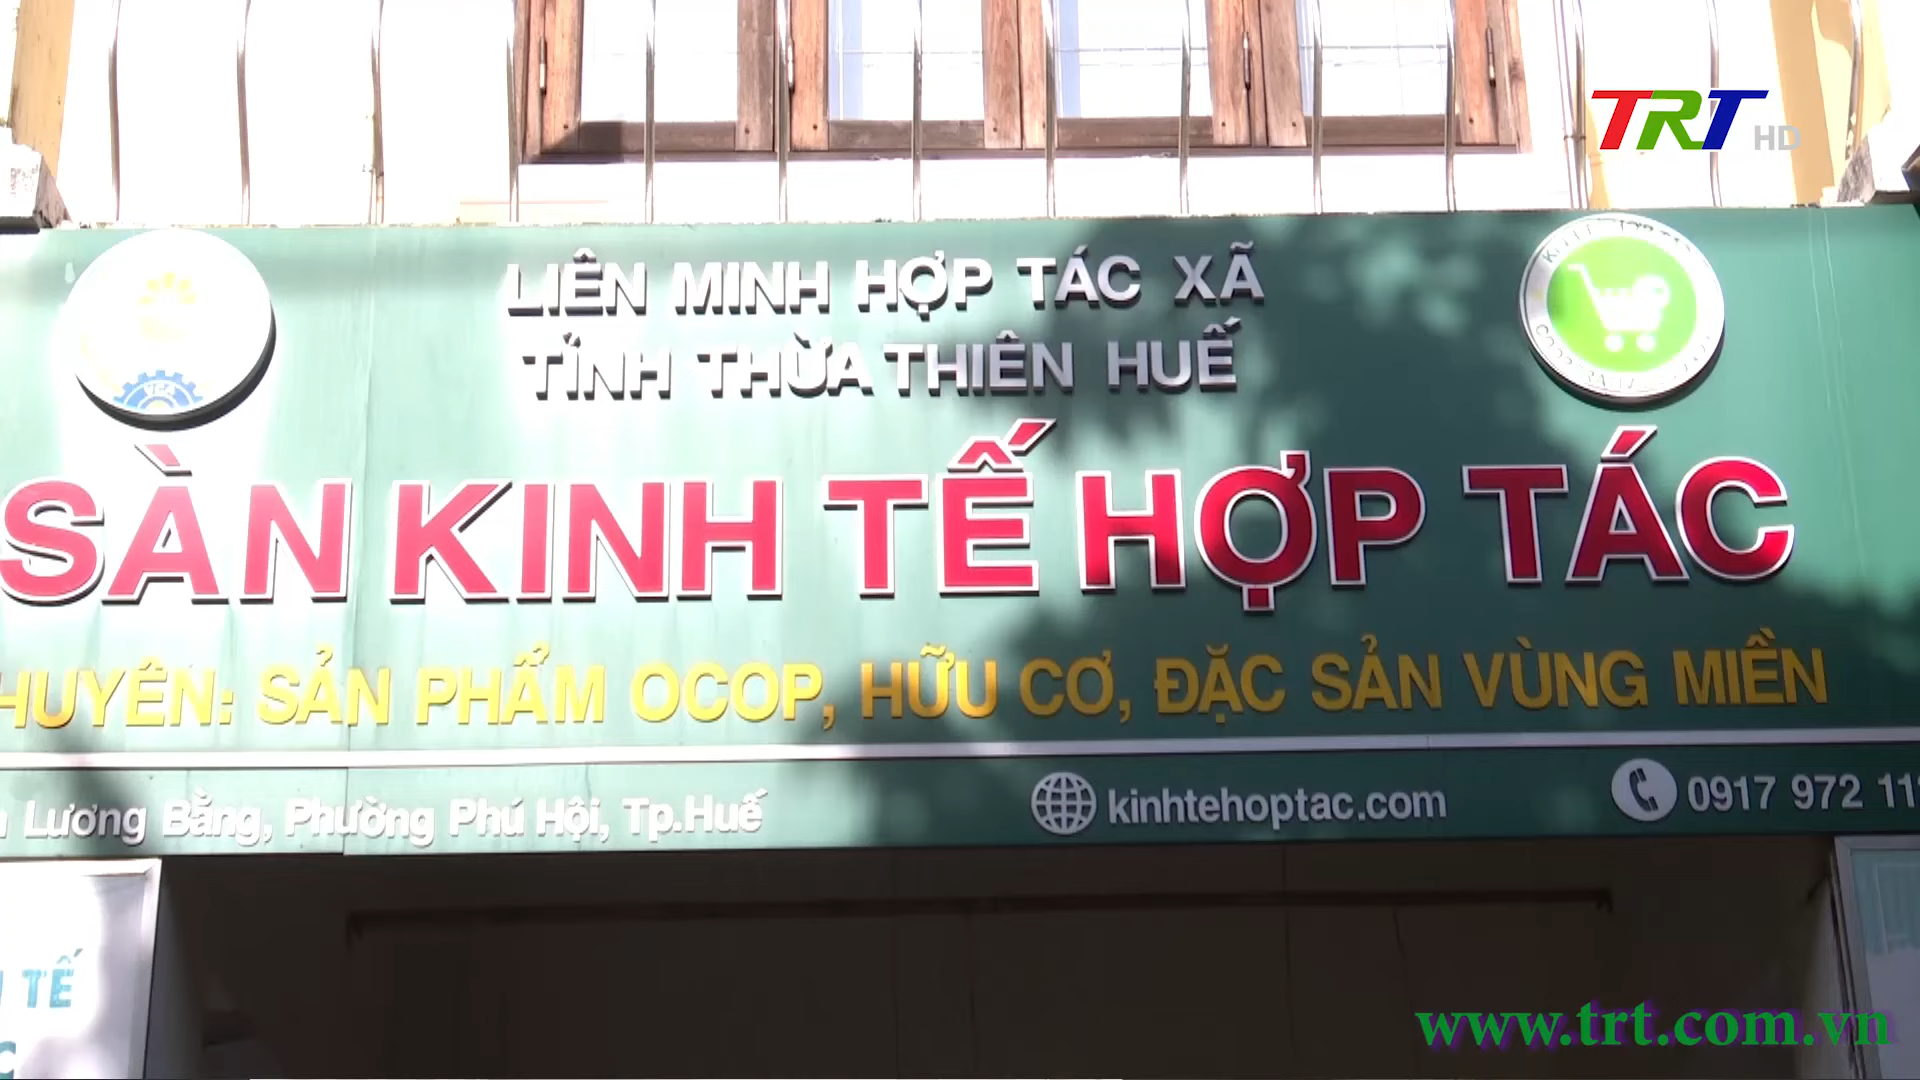 TRT HD
LIÊN MINH HỢP TÁC XÃ
TỈNH THỪA THIÊN HUẾ
SÀN KINH TẾ HỢP TÁC
HUYÊN: SẢN PHẨM OCOP, HỮU CƠ, ĐẶC SẢN VÙNG MIỀN
Lương Bằng, Phường Phú Hội, Tp.Huế
kinhtehoptac.com
0917 972 11
TẾ
www.trt.com.vn